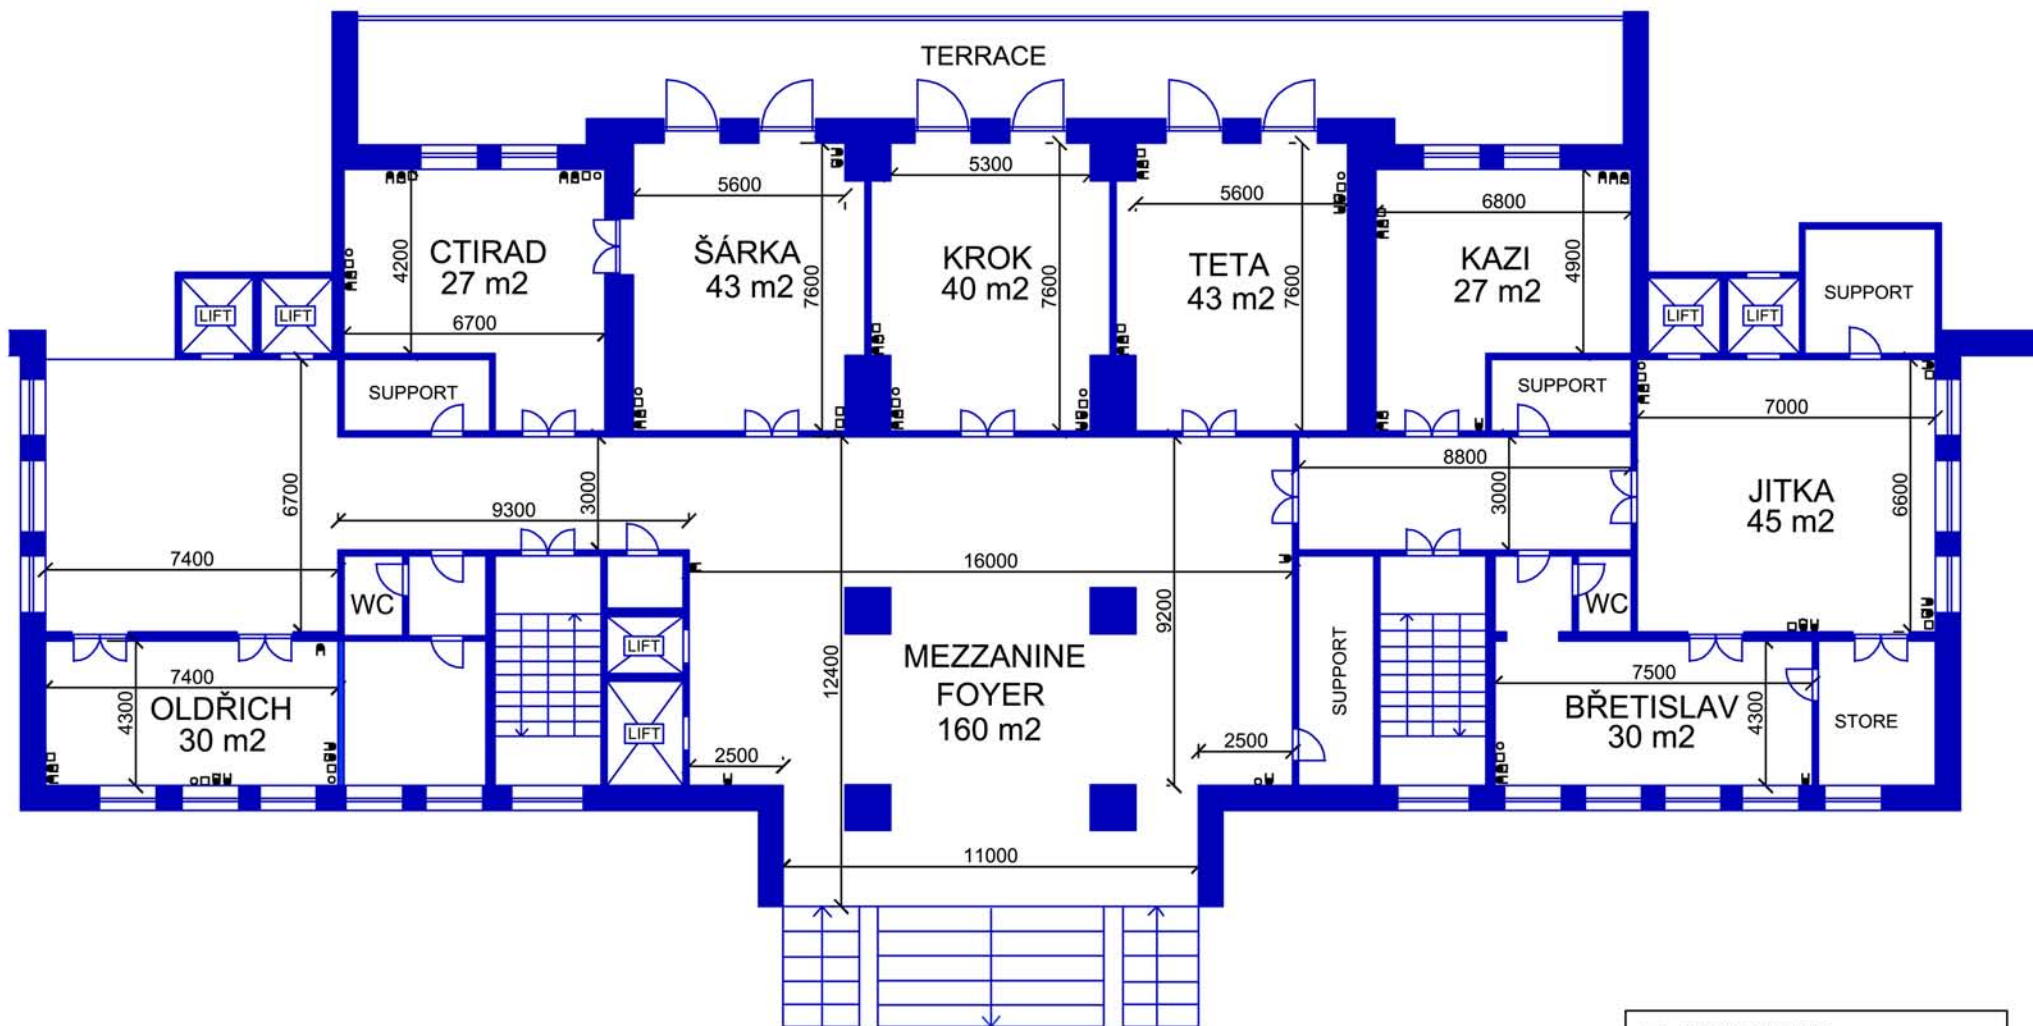 TERRACE
5300
5600
5600
6800
CTIRAD
27 m2
4200
6700
ŠÁRKA
43 m2
7600
KROK
40 m2
7600
TETA
43 m2
7600
KAZI
27 m2
4900
SUPPORT
LIFT
LIFT
LIFT
LIFT
SUPPORT
SUPPORT
7000
8800
3000
JITKA
45 m2
6600
6700
9300
3000
7400
16000
9200
WC
WC
LIFT
LIFT
12400
MEZZANINE
FOYER
160 m2
SUPPORT
7400
OLDŘICH
30 m2
4300
2500
2500
7500
BŘETISLAV
30 m2
4300
STORE
11000